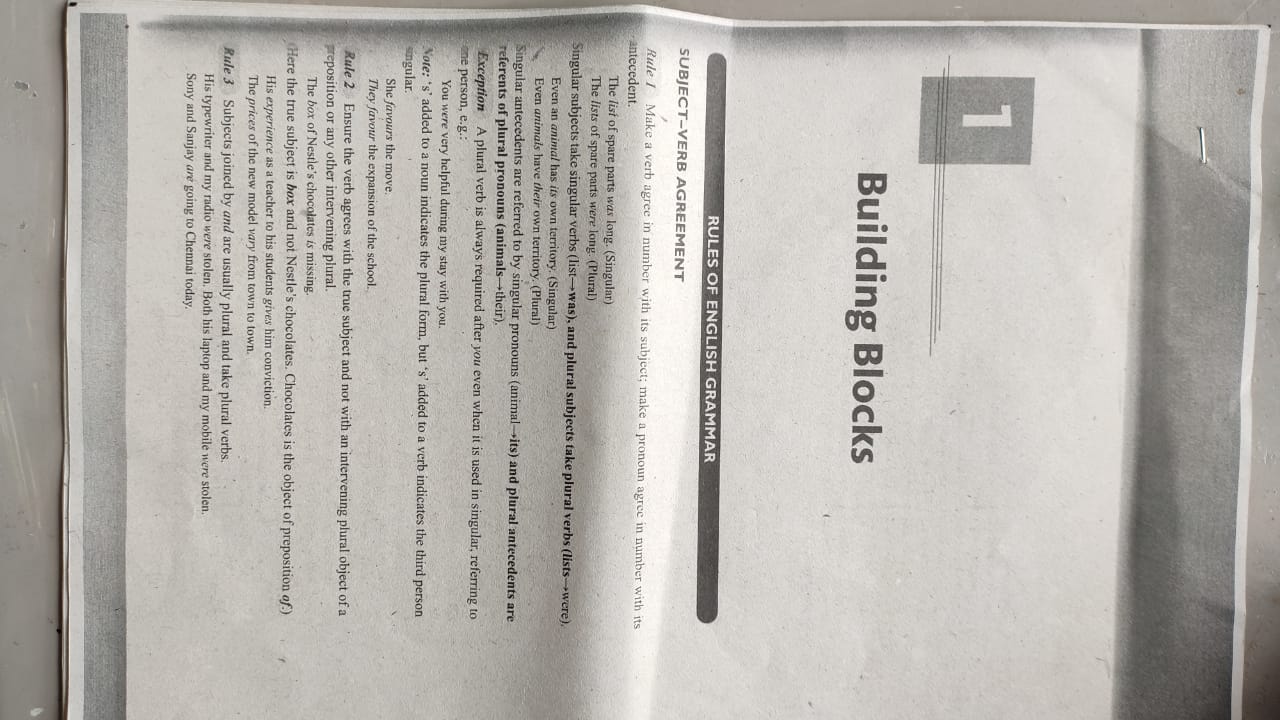 1
Building Blocks
RULES OF ENGLISH GRAMMAR
SUBJECT–VERB AGREEMENT
Rule 1 Make a verb agree in number with its subject; make a pronoun agree in number with its
antecedent.
The list of spare parts was long. (Singular)
The lists of spare parts were long. (Plural)
Singular subjects take singular verbs (list→was), and plural subjects take plural verbs (lists→were).
Even an animal has its own territory. (Singular)
Even animals have their own territory. (Plural)
Singular antecedents are referred to by singular pronouns (animal→its) and plural antecedents are
referents of plural pronouns (animals→their).
Exception A plural verb is always required after you even when it is used in singular, referring to
one person, e.g.:
You were very helpful during my stay with you.
Note: 's' added to a noun indicates the plural form, but 's' added to a verb indicates the third person
singular.
She favours the move.
They favour the expansion of the school.
Rule 2 Ensure the verb agrees with the true subject and not with an intervening plural object of a
preposition or any other intervening plural.
The box of Nestle's chocolates is missing.
(Here the true subject is box and not Nestle's chocolates. Chocolates is the object of preposition of.)
His experience as a teacher to his students gives him conviction.
The prices of the new model vary from town to town.
Rule 3 Subjects joined by and are usually plural and take plural verbs.
His typewriter and my radio were stolen. Both his laptop and my mobile were stolen.
Sony and Sanjay are going to Chennai today.